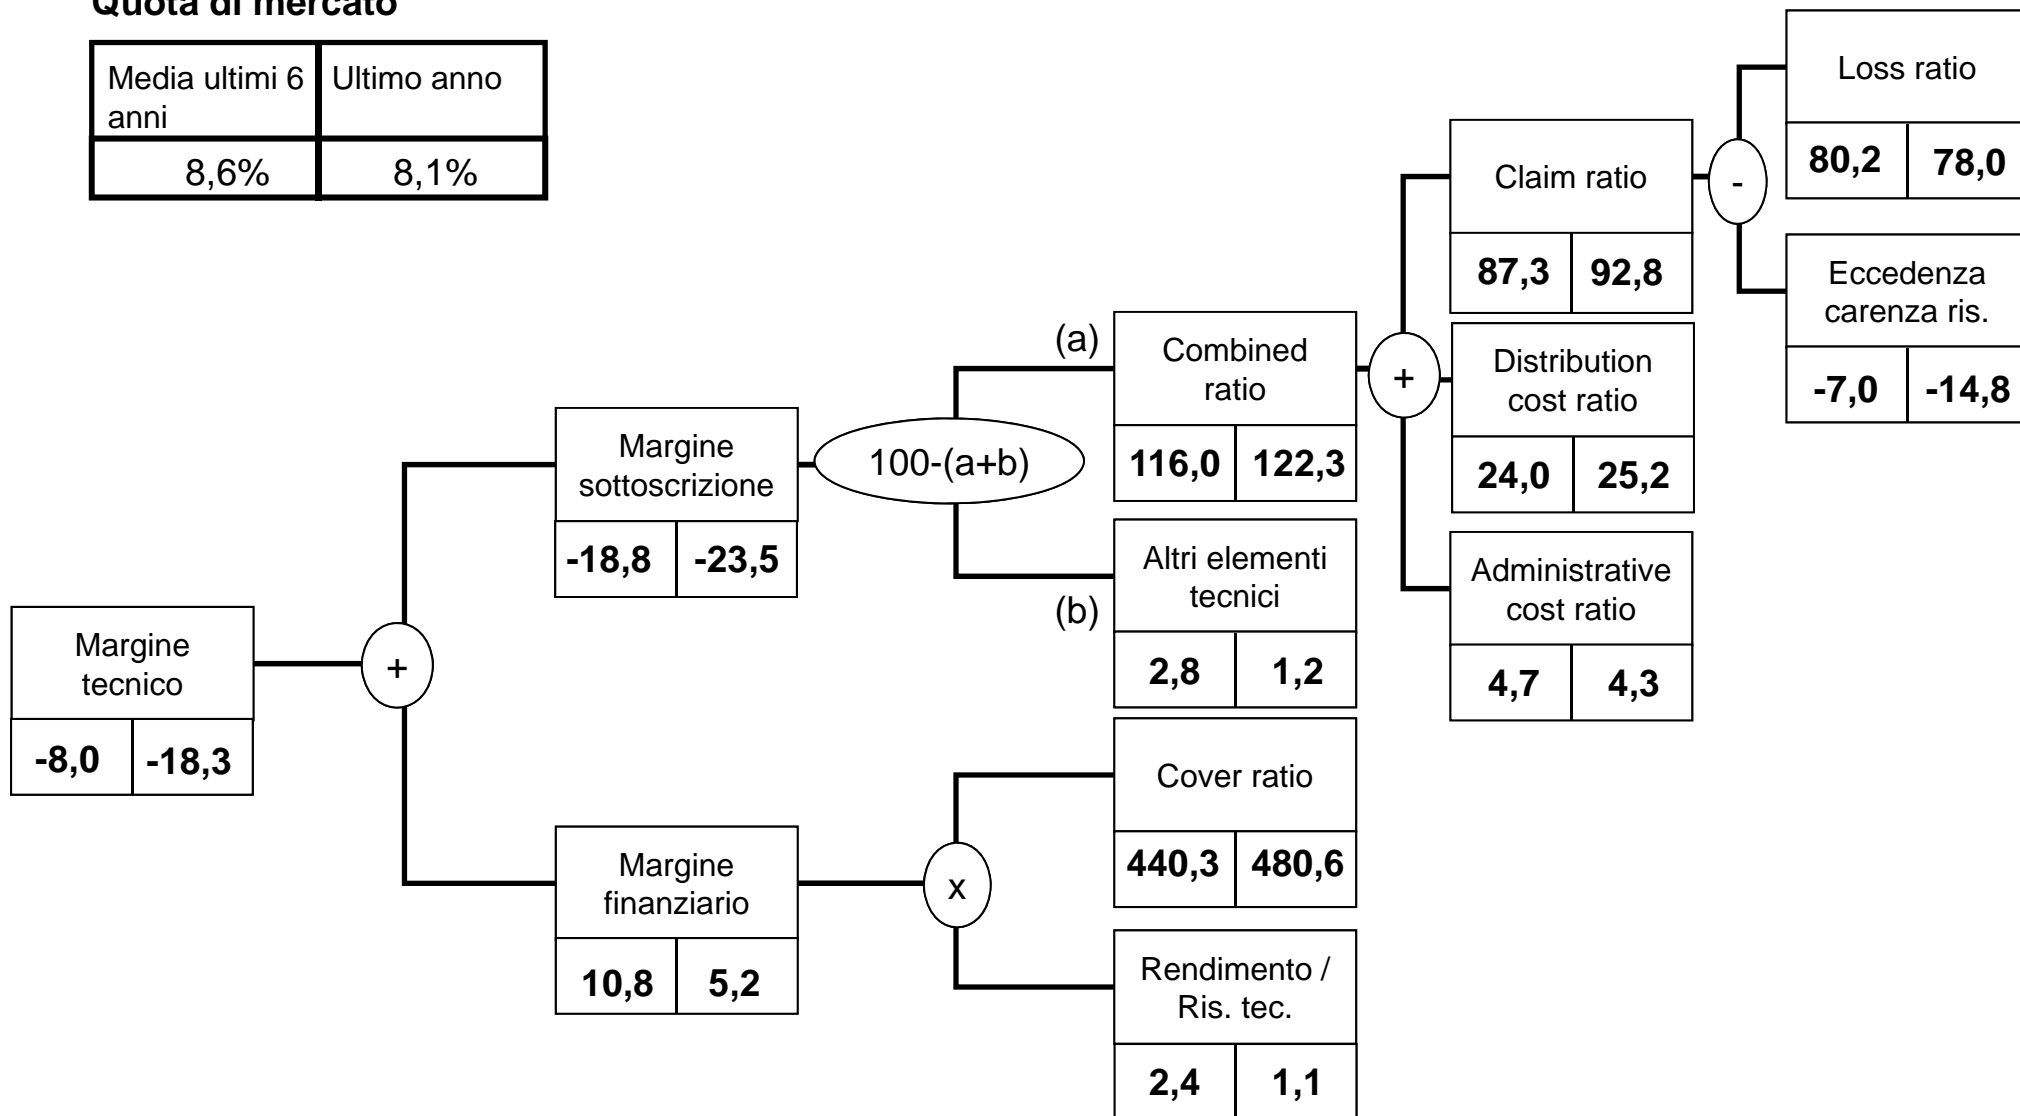 Quota di mercato
Media ultimi 6
anni
Ultimo anno
8,6%
8,1%
Loss ratio
80,2
78,0
Claim ratio
87,3
92,8
-
Eccedenza
carenza ris.
-7,0
-14,8
(a)
Combined
ratio
116,0
122,3
+
Distribution
cost ratio
24,0
25,2
Margine
sottoscrizione
-18,8
-23,5
100-(a+b)
Altri elementi
tecnici
(b)
2,8
1,2
Administrative
cost ratio
4,7
4,3
Margine
tecnico
-8,0
-18,3
+
Cover ratio
440,3
480,6
Margine
finanziario
10,8
5,2
x
Rendimento /
Ris. tec.
2,4
1,1